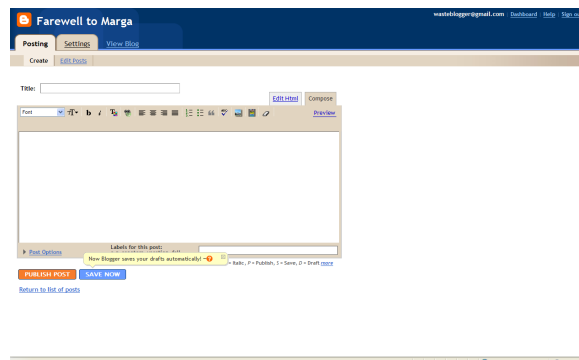 Farewell to Marga
wasteblogger@gmail.com Dashboard Help Sign ou
Posting Settings View Blog
Create Edit Posts
Title:
Edit Html Compose
Font T b i Preview
Post Options
Labels for this post:
Now Blogger saves your drafts automatically!
= Italic , P = Publish, S = Save, D = Draft more
PUBLISH POST SAVE NOW
Return to list of posts